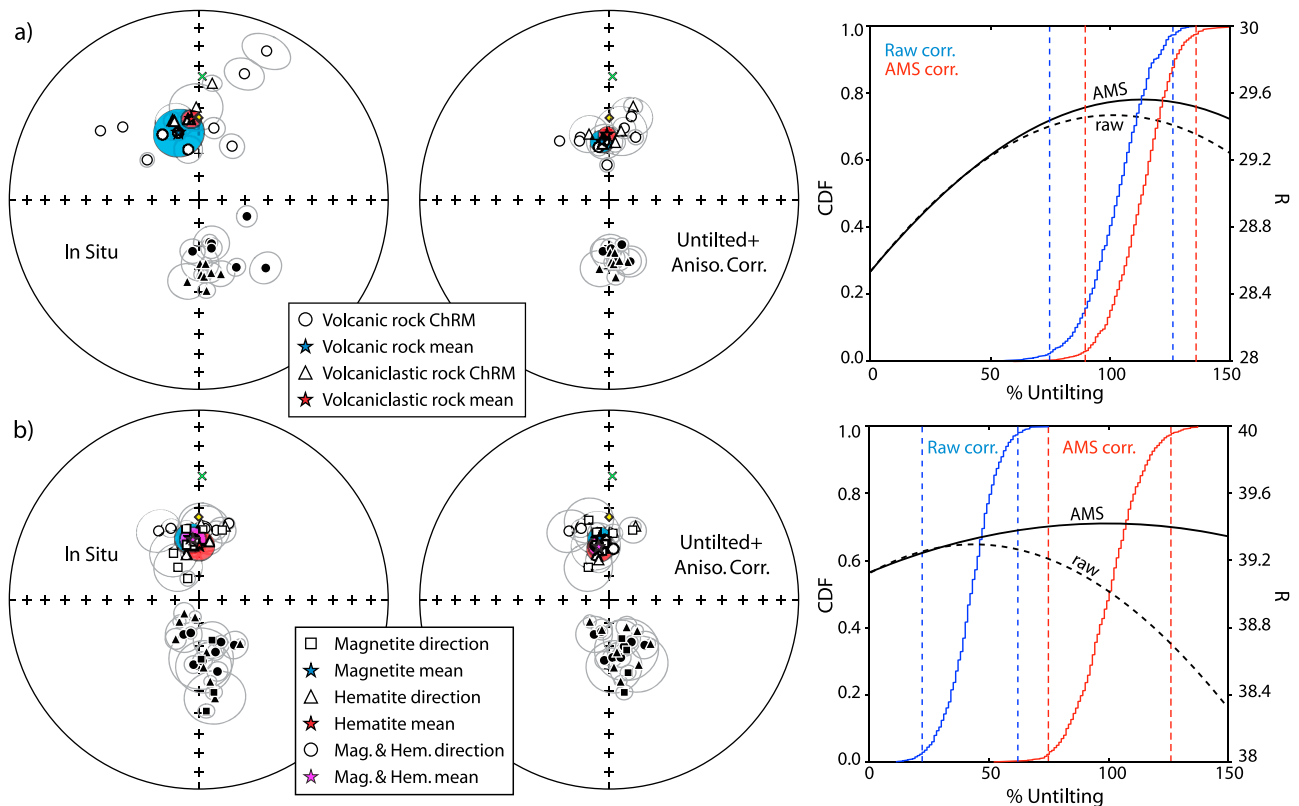 a)
In Situ
Untilted+
Aniso. Corr.
Volcanic rock ChRM
Volcanic rock mean
Volcaniclastic rock ChRM
Volcaniclastic rock mean
Raw corr.
AMS corr.
AMS
raw
CDF
1.0
0.8
0.6
0.4
0.2
0.0
30
29.6
29.2
28.8
28.4
28
R
0
50
100
150
% Untilting
b)
In Situ
Untilted+
Aniso. Corr.
Magnetite direction
Magnetite mean
Hematite direction
Hematite mean
Mag. & Hem. direction
Mag. & Hem. mean
Raw corr.
AMS corr.
AMS
raw
CDF
1.0
0.8
0.6
0.4
0.2
0.0
40
39.6
39.2
38.8
38.4
38
R
0
50
100
150
% Untilting